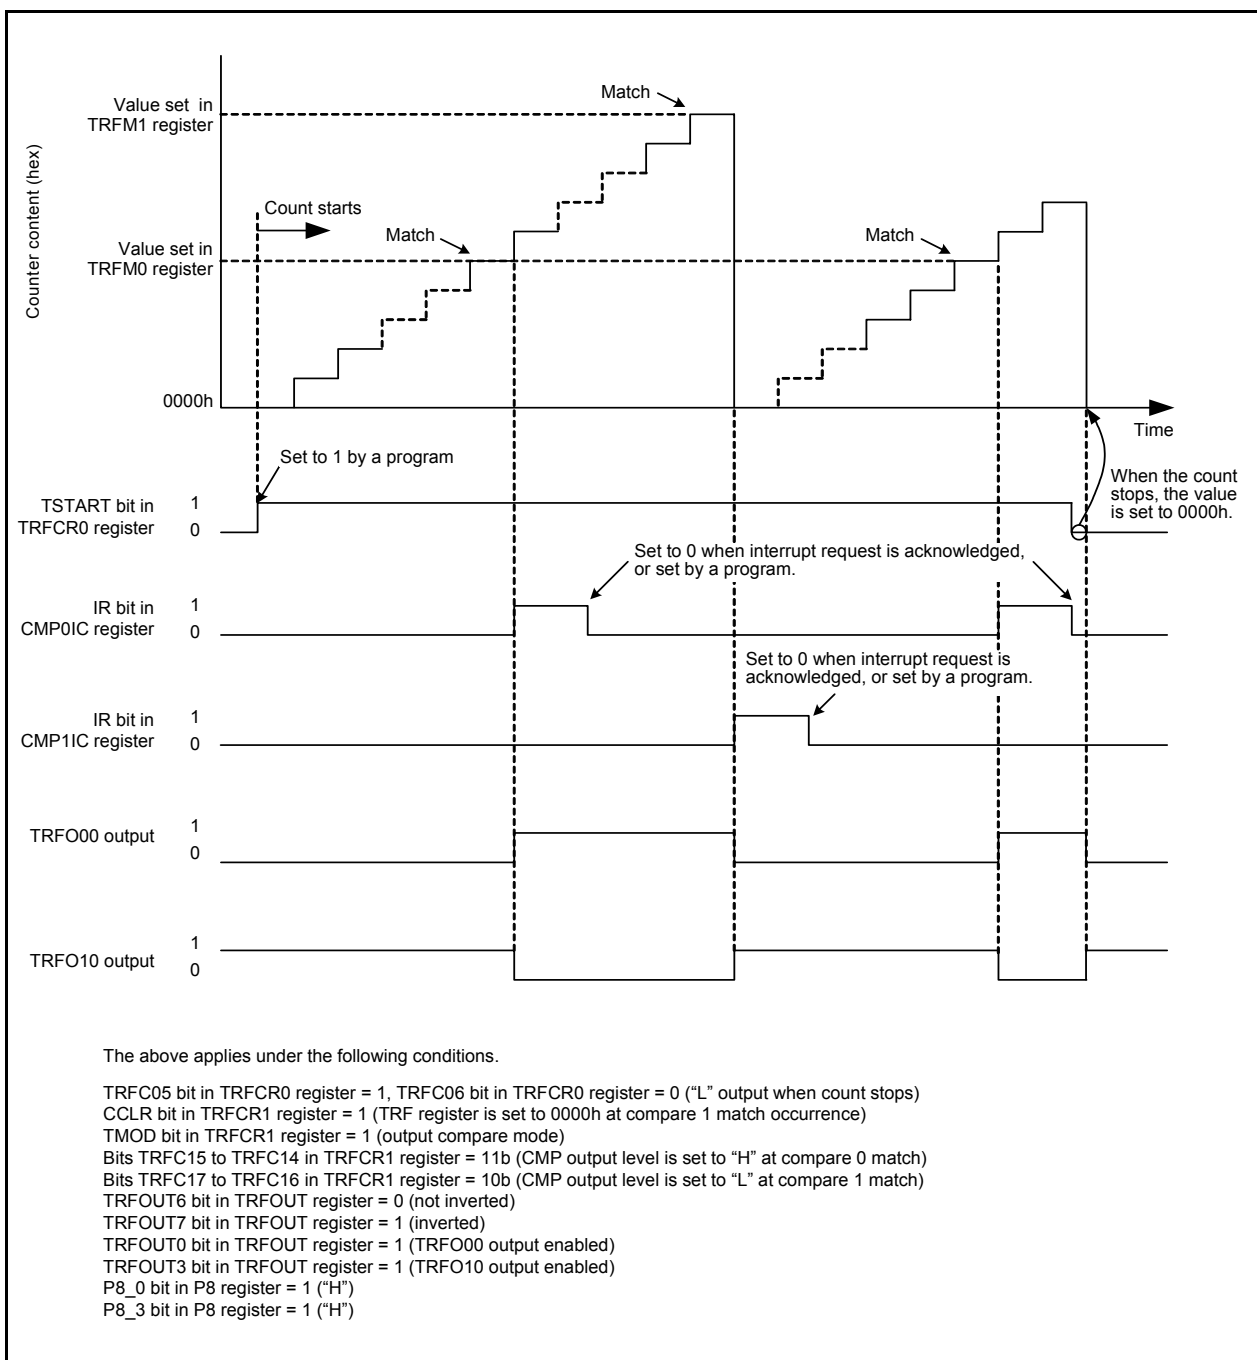 Match
Value set in
TRFM1 register
Counter content (hex)
Count starts
Match
Match
Value set in
TRFM0 register
0000h
Time
Set to 1 by a program
When the count
stops, the value
is set to 0000h.
TSTART bit in
TRFCR0 register
1
0
Set to 0 when interrupt request is acknowledged,
or set by a program.
IR bit in
CMP0IC register
1
0
Set to 0 when interrupt request is
acknowledged, or set by a program.
IR bit in
CMP1IC register
1
0
TRFO00 output
1
0
TRFO10 output
1
0
The above applies under the following conditions.
TRFC05 bit in TRFCR0 register = 1, TRFC06 bit in TRFCR0 register = 0 (“L” output when count stops)
CCLR bit in TRFCR1 register = 1 (TRF register is set to 0000h at compare 1 match occurrence)
TMOD bit in TRFCR1 register = 1 (output compare mode)
Bits TRFC15 to TRFC14 in TRFCR1 register = 11b (CMP output level is set to “H” at compare 0 match)
Bits TRFC17 to TRFC16 in TRFCR1 register = 10b (CMP output level is set to “L” at compare 1 match)
TRFOUT6 bit in TRFOUT register = 0 (not inverted)
TRFOUT7 bit in TRFOUT register = 1 (inverted)
TRFOUT0 bit in TRFOUT register = 1 (TRFO00 output enabled)
TRFOUT3 bit in TRFOUT register = 1 (TRFO10 output enabled)
P8_0 bit in P8 register = 1 (“H”)
P8_3 bit in P8 register = 1 (“H”)